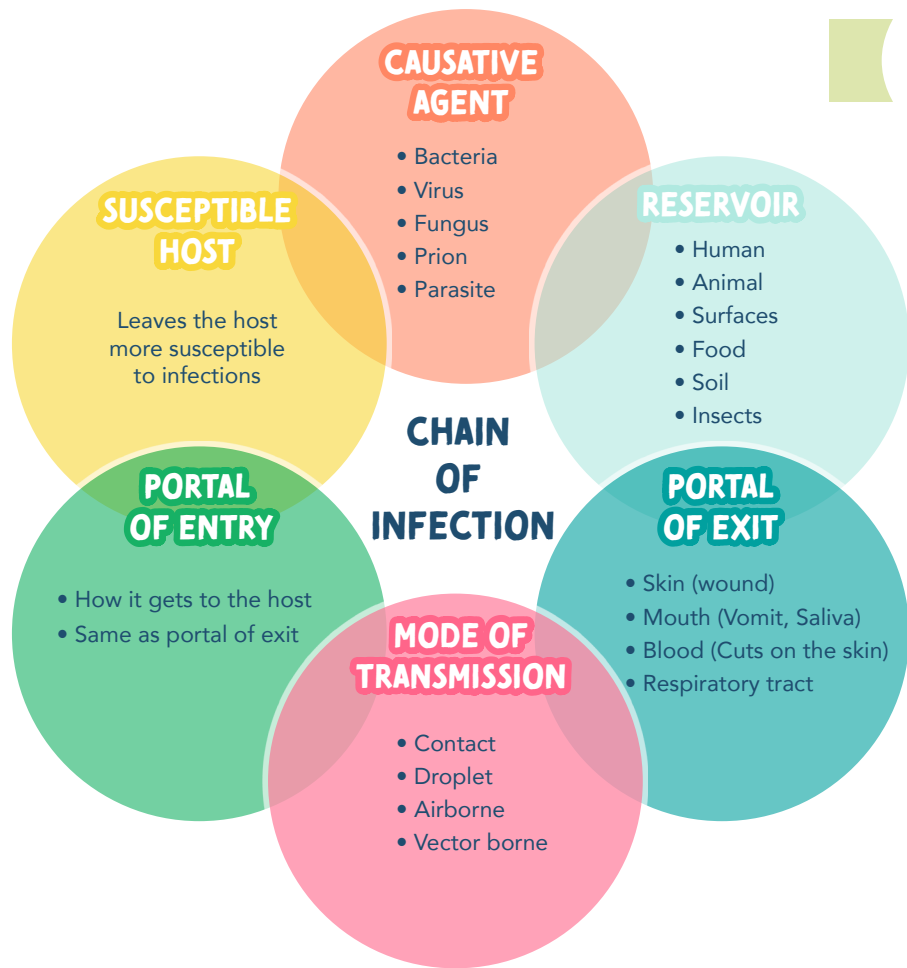 CAUSATIVE
AGENT
• Bacteria
• Virus
• Fungus
• Prion
• Parasite
RESERVOIR
• Human
• Animal
• Surfaces
• Food
• Soil
• Insects
PORTAL
OF EXIT
• Skin (wound)
• Mouth (Vomit, Saliva)
• Blood (Cuts on the skin)
• Respiratory tract
MODE OF
TRANSMISSION
• Contact
• Droplet
• Airborne
• Vector borne
PORTAL
OF ENTRY
• How it gets to the host
• Same as portal of exit
SUSCEPTIBLE
HOST
Leaves the host
more susceptible
to infections
CHAIN
OF
INFECTION